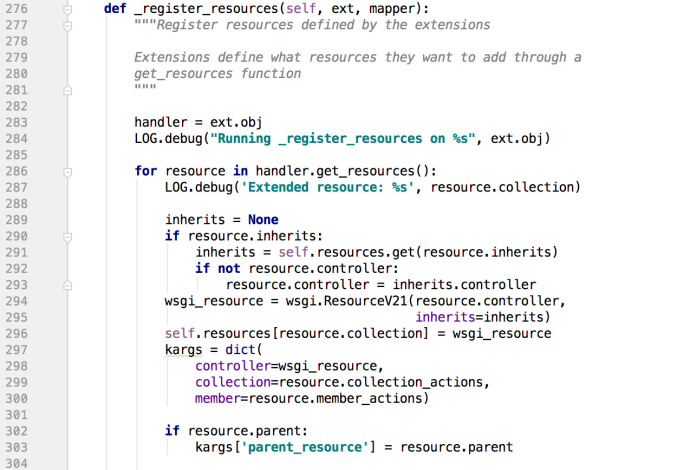 276 def _register_resources(self, ext, mapper):
277 """Register resources defined by the extensions
278
279 Extensions define what resources they want to add through a
280 get_resources function
281 """
282
283 handler = ext.obj
284 LOG.debug("Running _register_resources on %s", ext.obj)
285
286 for resource in handler.get_resources():
287 LOG.debug('Extended resource: %s', resource.collection)
288
289 inherits = None
290 if resource.inherits:
291 inherits = self.resources.get(resource.inherits)
292 if not resource.controller:
293 resource.controller = inherits.controller
294 wsgi_resource = wsgi.ResourceV21(resource.controller,
295 inherits=inherits)
296 self.resources[resource.collection] = wsgi_resource
297 kargs = dict(
298 controller=wsgi_resource,
299 collection=resource.collection_actions,
300 member=resource.member_actions)
301
302 if resource.parent:
303 kargs['parent_resource'] = resource.parent
304